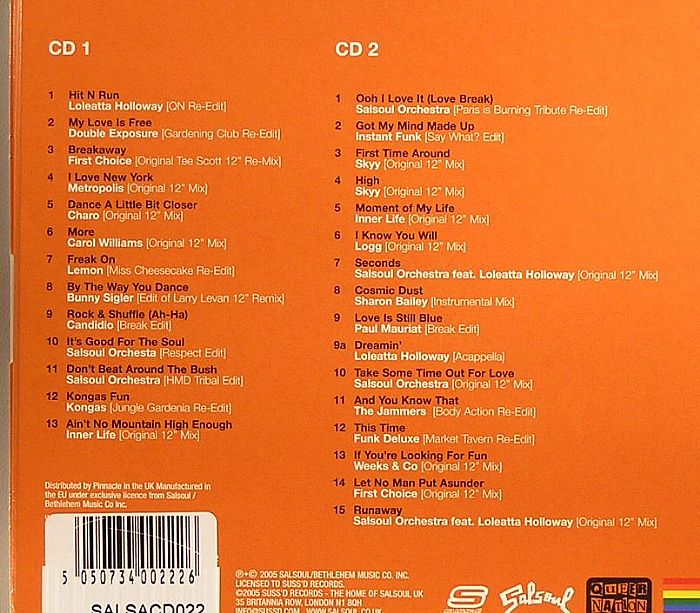 CD 1
1 Hit N Run
Loleatta Holloway [QN Re-Edit]
2 My Love Is Free
Double Exposure [Gardening Club Re-Edit]
3 Breakaway
First Choice [Original Tee Scott 12" Re-Mix]
4 I Love New York
Metropolis [Original 12" Mix]
5 Dance A Little Bit Closer
Charo [Original 12" Mix]
6 More
Carol Williams [Original 12" Mix]
7 Freak On
Lemon [Miss Cheesecake Re-Edit]
8 By The Way You Dance
Bunny Sigler [Edit of Larry Levan 12" Remix]
9 Rock & Shuffle (Ah-Ha)
Candidio [Break Edit]
10 It's Good For The Soul
Salsoul Orchesta [Respect Edit]
11 Don't Beat Around The Bush
Salsoul Orchestra [HMD Tribal Edit]
12 Kongas Fun
Kongas [Jungle Gardenia Re-Edit]
13 Ain't No Mountain High Enough
Inner Life [Original 12" Mix]
CD 2
1 Ooh I Love It (Love Break)
Salsoul Orchestra [Paris is Burning Tribute Re-Edit]
2 Got My Mind Made Up
Instant Funk [Say What? Edit]
3 First Time Around
Skyy [Original 12" Mix]
4 High
Skyy [Original 12" Mix]
5 Moment of My Life
Inner Life [Original 12" Mix]
6 I Know You Will
Logg [Original 12" Mix]
7 Seconds
Salsoul Orchestra feat. Loleatta Holloway [Original 12" Mix]
8 Cosmic Dust
Sharon Bailey [Instrumental Mix]
9 Love Is Still Blue
Paul Mauriat [Break Edit]
9a Dreamin'
Loleatta Holloway [Acappella]
10 Take Some Time Out For Love
Salsoul Orchestra [Original 12" Mix]
11 And You Know That
The Jammers [Body Action Re-Edit]
12 This Time
Funk Deluxe [Market Tavern Re-Edit]
13 If You're Looking For Fun
Weeks & Co [Original 12" Mix]
14 Let No Man Put Asunder
First Choice [Original 12" Mix]
15 Runaway
Salsoul Orchestra feat. Loleatta Holloway [Original 12" Mix]
Distributed by Pinnacle in the UK Manufactured in
the EU under exclusive licence from Salsoul /
Bethlehem Music Co Inc.
5 050734 002226
SALSACD022
℗+© 2005 SALSOUL/BETHLEHEM MUSIC CO. INC.
LICENSED TO SUSS'D RECORDS.
©2005 SUSS'D RECORDS - THE HOME OF SALSOUL UK
35 BRITANNIA ROW, LONDON N1 8QH
INFO@SUSSD.COM WWW.SALSOUL.CO.UK
Salsoul
QUEER
NATION